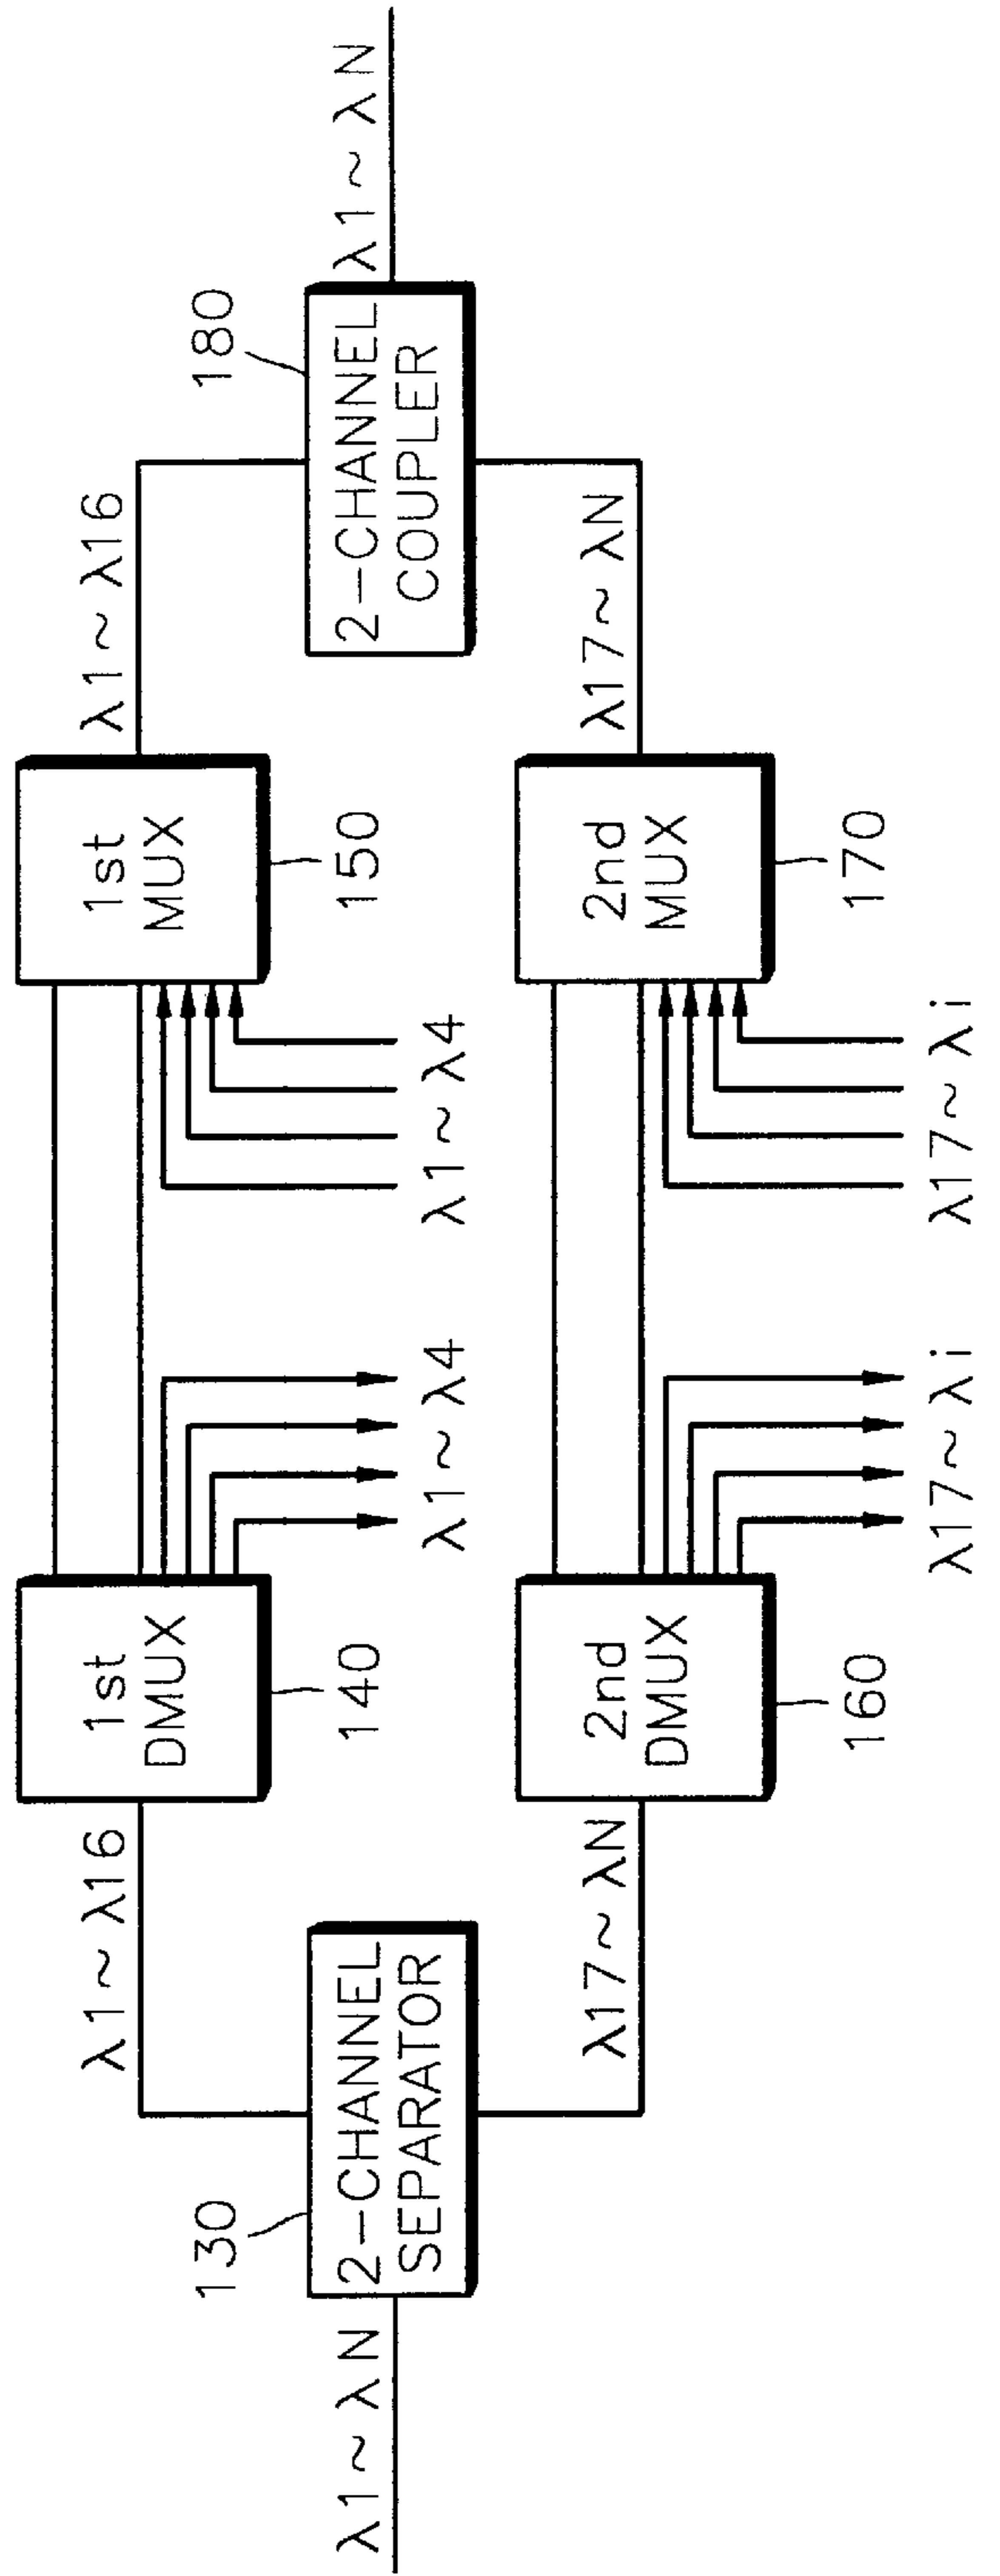 λ1~λN
130
2-CHANNEL
SEPARATOR
λ1~λ16
λ17~λN
1st
DMUX
140
2nd
DMUX
160
λ1~λ4
λ17~λi
λ1~λ4
λ17~λi
1st
MUX
150
2nd
MUX
170
λ1~λ16
λ17~λN
180
2-CHANNEL
COUPLER
λ1~λN